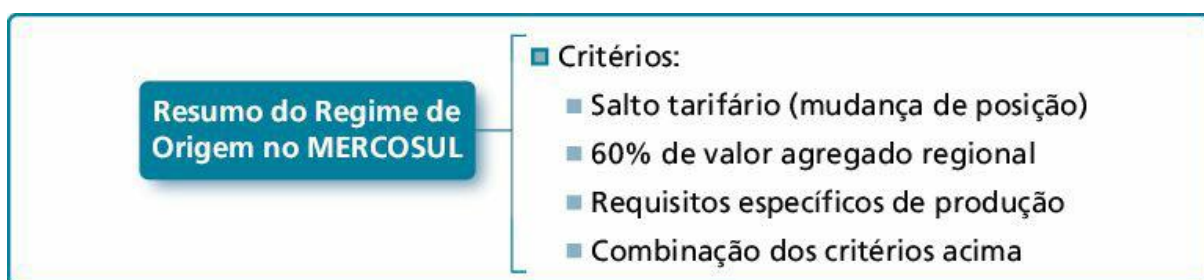 Resumo do Regime de
Origem no MERCOSUL
Critérios:
Salto tarifário (mudança de posição)
60% de valor agregado regional
Requisitos específicos de produção
Combinação dos critérios acima